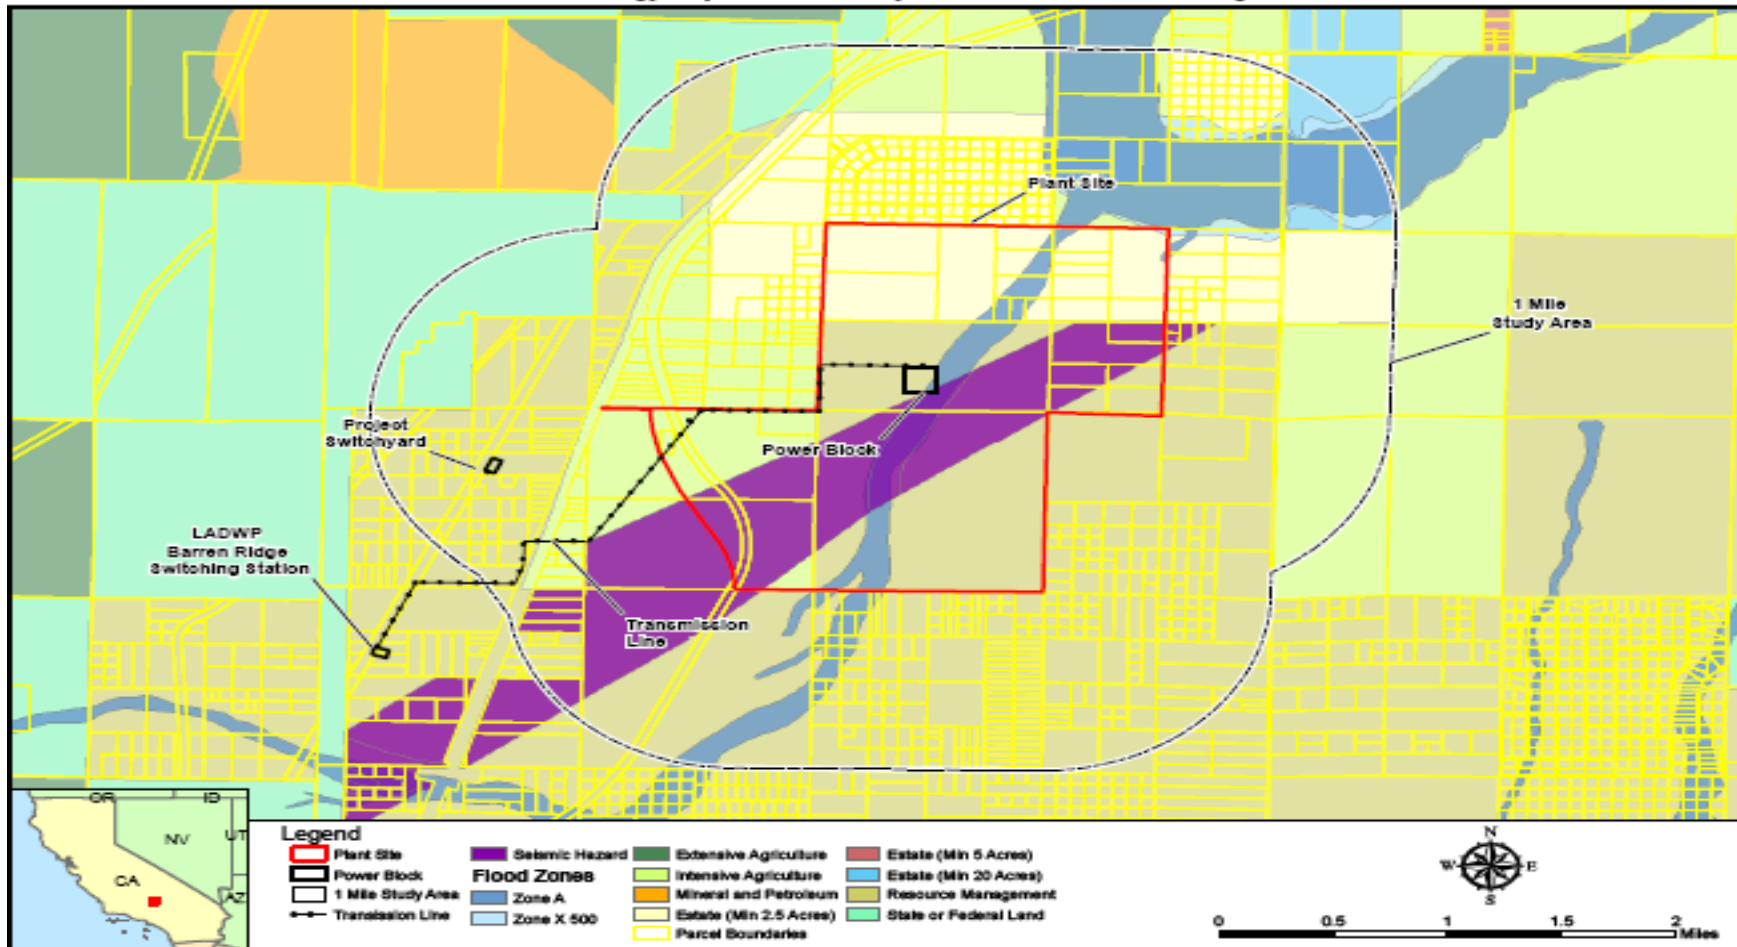 Plant Site
1 Mile
Study Area
Project
Switchyard
Power Block
LADWP
Barren Ridge
Switching Station
Transmission
Line
OR
ID
NV
UT
CA
AZ
Legend
Plant Site
Power Block
1 Mile Study Area
Transission Line
Seismic Hazard
Flood Zones
Zone A
Zone X 500
Extensive Agriculture
Intensive Agriculture
Mineral and Petroleum
Estate (Min 2.5 Acres)
Parcel Boundaries
Estate (Min 5 Acres)
Estate (Min 20 Acres)
Resource Management
State or Federal Land
N
W
E
S
0 0.5 1 1.5 2
Miles